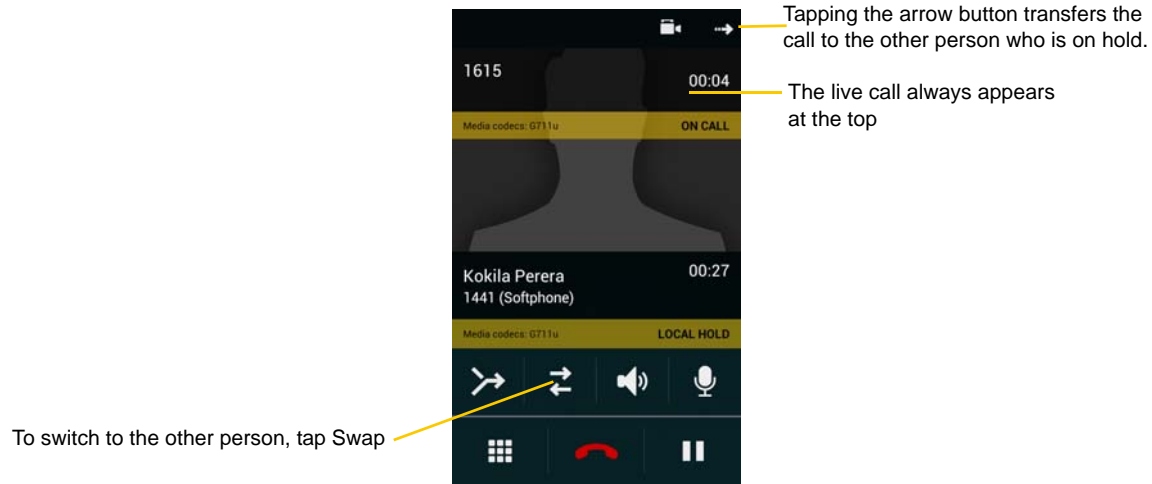 Tapping the arrow button transfers the
call to the other person who is on hold.
1615
00:04
The live call always appears
at the top
Media codecs: G711u
ON CALL
Kokila Perera
00:27
1441 (Softphone)
Media codecs: G711u
LOCAL HOLD
To switch to the other person, tap Swap